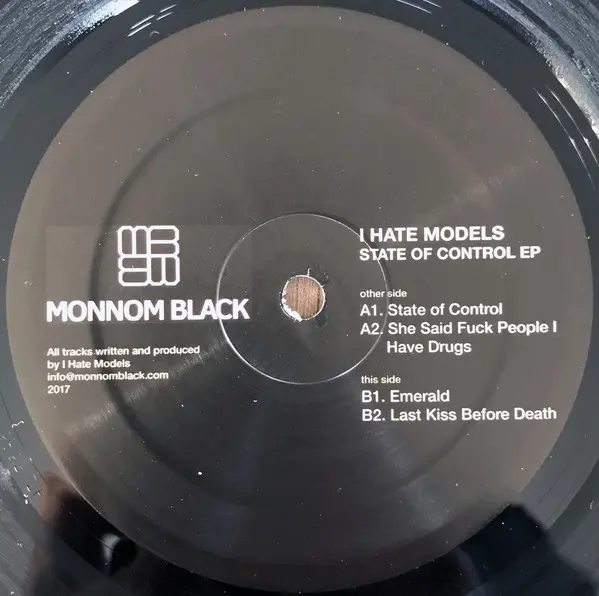 MONNOM BLACK
All tracks written and produced
by I Hate Models
info@monnomblack.com
2017
I HATE MODELS
STATE OF CONTROL EP
other side
A1. State of Control
A2. She Said Fuck People I
Have Drugs
this side
B1. Emerald
B2. Last Kiss Before Death